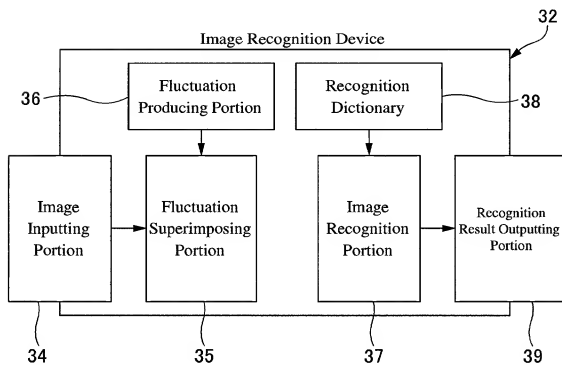 Image Recognition Device
32
36
Fluctuation
Producing Portion
Recognition
Dictionary
38
Image
Inputting
Portion
Fluctuation
Superimposing
Portion
Image
Recognition
Portion
Recognition
Result Outputting
Portion
34
35
37
39